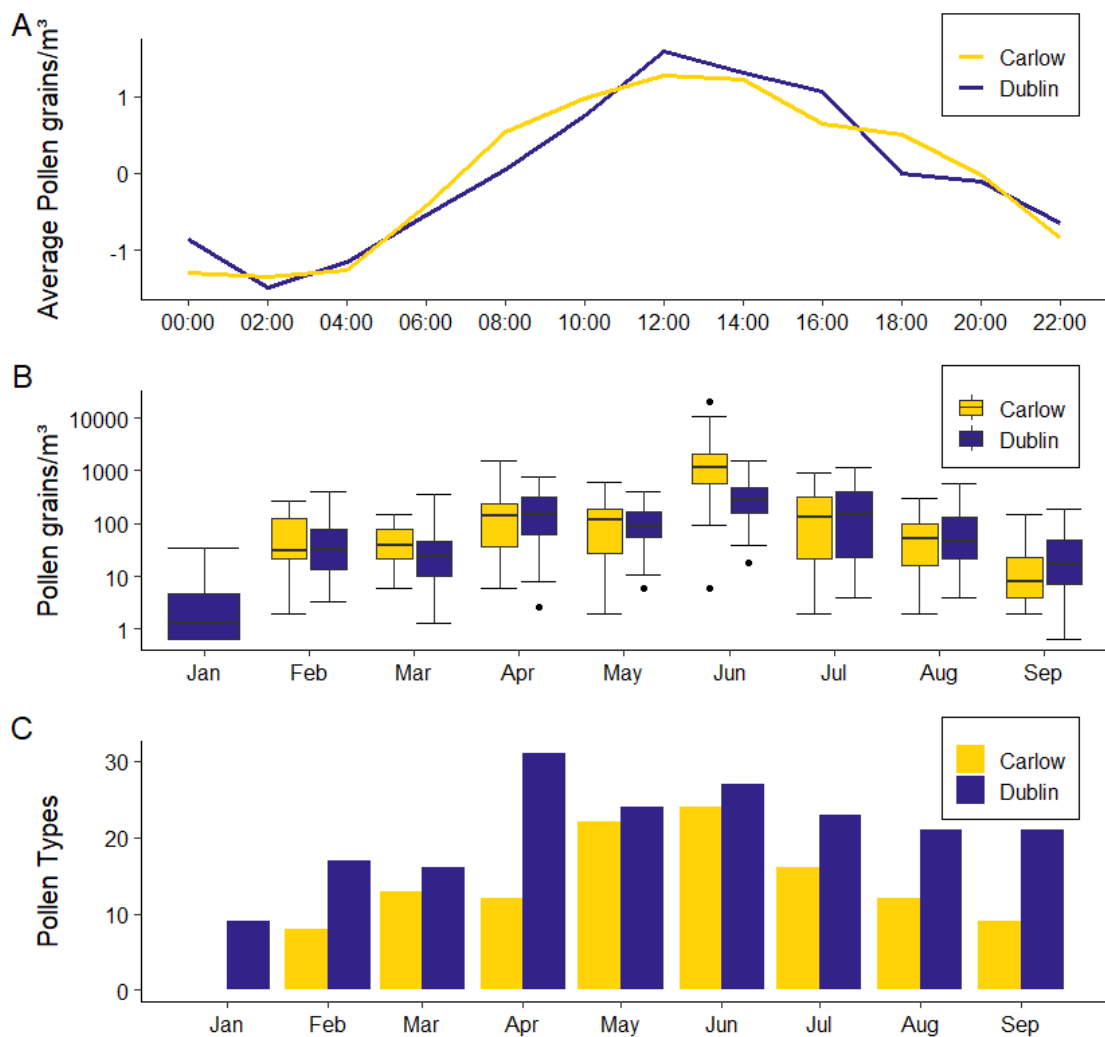 A
Average Pollen grains/m³
1
0
-1
00:00 02:00 04:00 06:00 08:00 10:00 12:00 14:00 16:00 18:00 20:00 22:00
Carlow
Dublin
B
Pollen grains/m³
10000
1000
100
10
1
Jan Feb Mar Apr May Jun Jul Aug Sep
Carlow
Dublin
C
Pollen Types
30
20
10
0
Jan Feb Mar Apr May Jun Jul Aug Sep
Carlow
Dublin